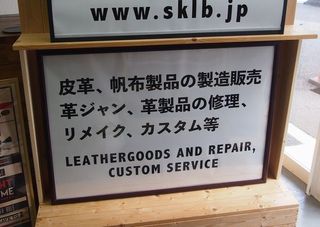 www.sklb.jp
皮革、帆布製品の製造販売
革ジャン、革製品の修理、
リメイク、カスタム等
LEATHERGOODS AND REPAIR,
CUSTOM SERVICE